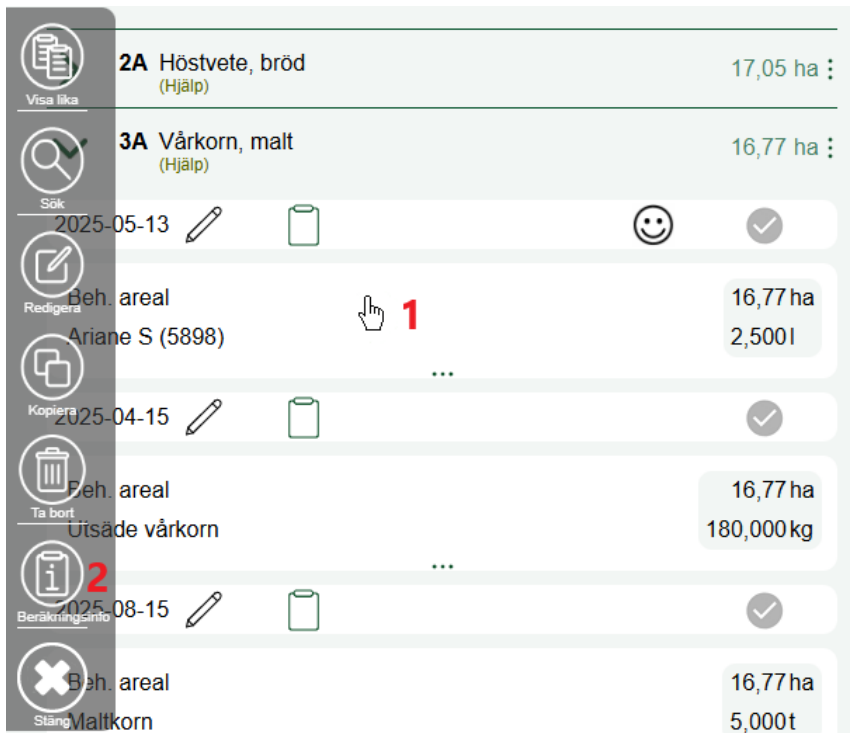 Visa lika
Sök
Redigera
Kopiera
Ta bort
Beräkningsinfo
Stäng
2A Höstvete, bröd 17,05 ha
(Hjälp)
3A Vårkorn, malt 16,77 ha
(Hjälp)
2025-05-13
Beh. areal 16,77 ha
1
Ariane S (5898) 2,500 l
...
2025-04-15
Beh. areal 16,77 ha
Utsäde vårkorn 180,000 kg
...
2
2025-08-15
Beh. areal 16,77 ha
Maltkorn 5,000 t